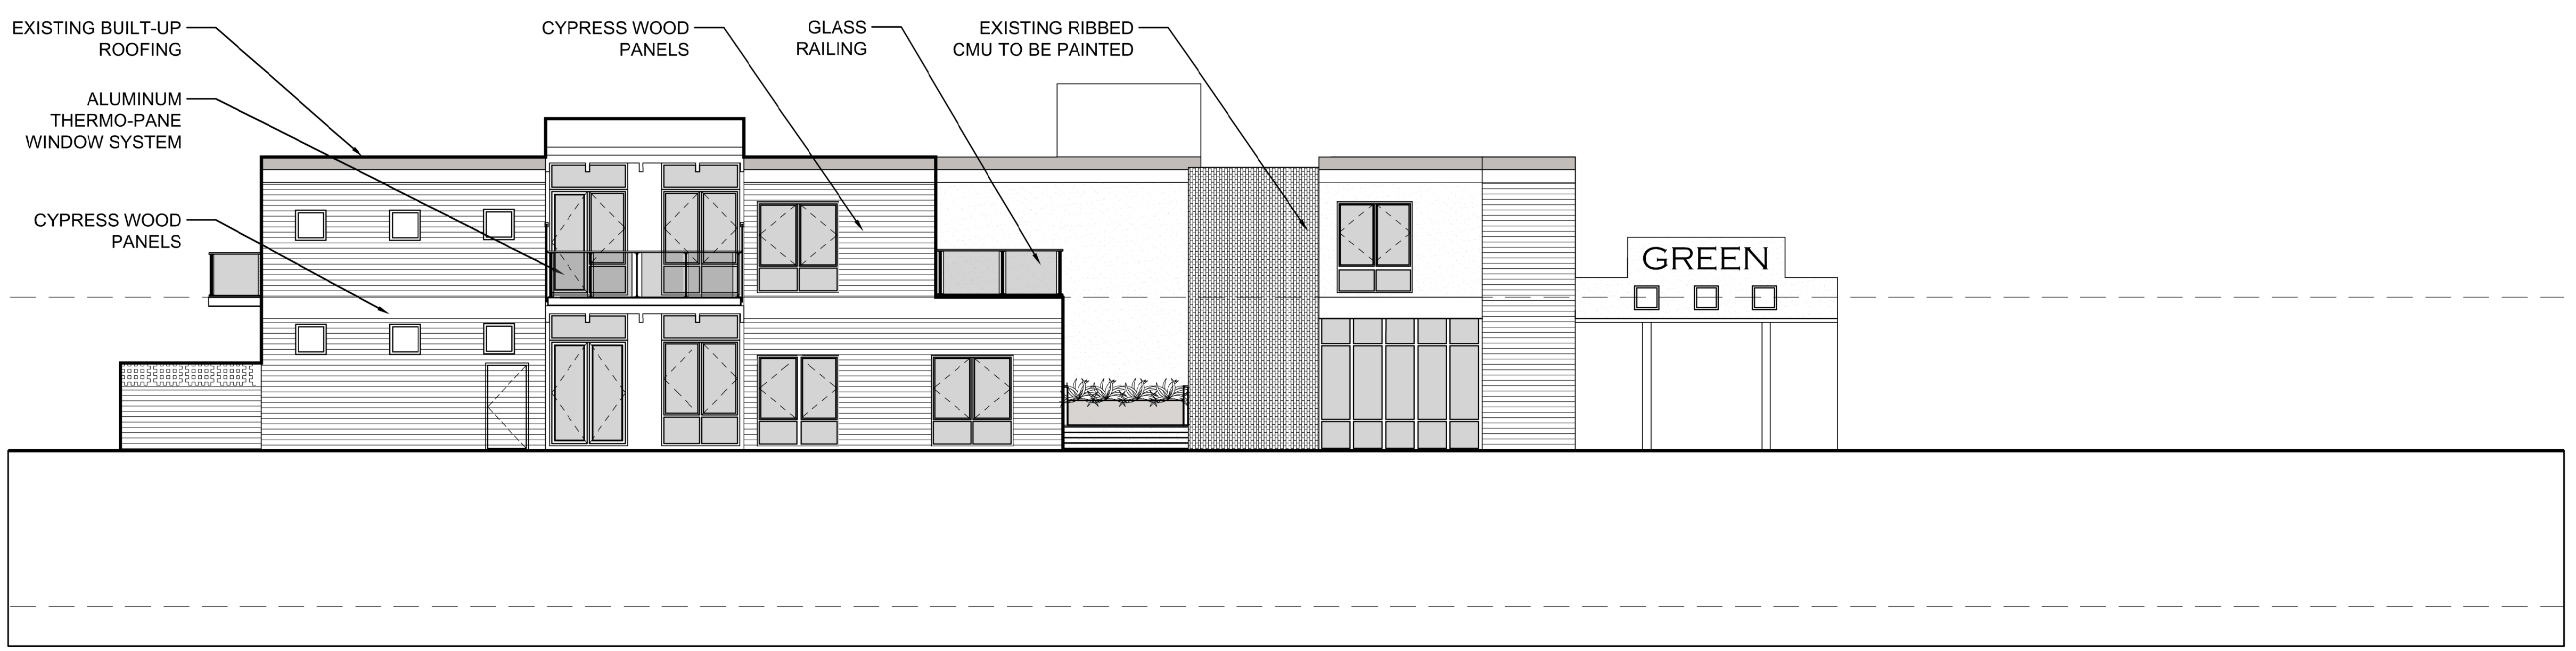 EXISTING BUILT-UP
ROOFING
ALUMINUM
THERMO-PANE
WINDOW SYSTEM
CYPRESS WOOD
PANELS
CYPRESS WOOD
PANELS
GLASS
RAILING
EXISTING RIBBED
CMU TO BE PAINTED
GREEN